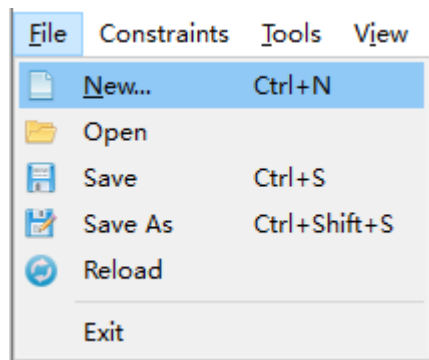 File Constraints Tools View
New... Ctrl+N
Open
Save Ctrl+S
Save As Ctrl+Shift+S
Reload
Exit